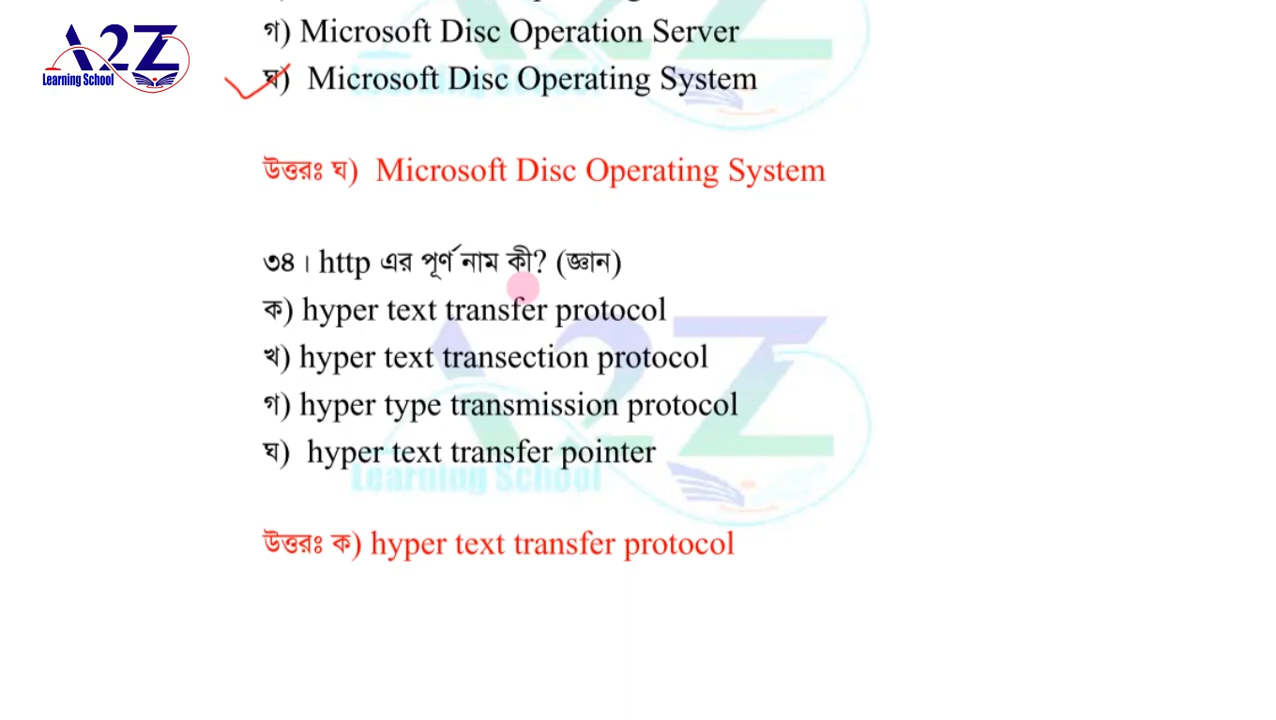 A2Z
Learning School
গ) Microsoft Disc Operation Server
ঘ) Microsoft Disc Operating System
উত্তরঃ ঘ) Microsoft Disc Operating System
৩৪। http এর পূর্ণ নাম কী? (জ্ঞান)
ক) hyper text transfer protocol
খ) hyper text transection protocol
গ) hyper type transmission protocol
ঘ) hyper text transfer pointer
Learning School
উত্তরঃ ক) hyper text transfer protocol